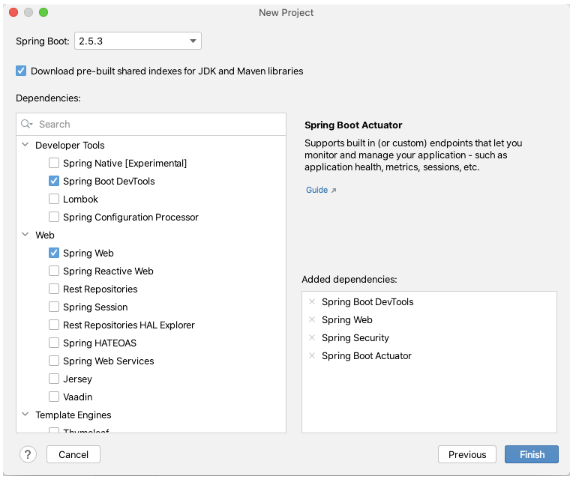 New Project
Spring Boot: 2.5.3
Download pre-built shared indexes for JDK and Maven libraries
Dependencies:
Search
Developer Tools
Spring Native [Experimental]
Spring Boot DevTools
Lombok
Spring Configuration Processor
Web
Spring Web
Spring Reactive Web
Rest Repositories
Spring Session
Rest Repositories HAL Explorer
Spring HATEOAS
Spring Web Services
Jersey
Vaadin
Template Engines
Thymeleaf
Spring Boot Actuator
Supports built in (or custom) endpoints that let you
monitor and manage your application - such as
application health, metrics, sessions, etc.
Guide ↗
Added dependencies:
× Spring Boot DevTools
× Spring Web
× Spring Security
× Spring Boot Actuator
? Cancel Previous Finish